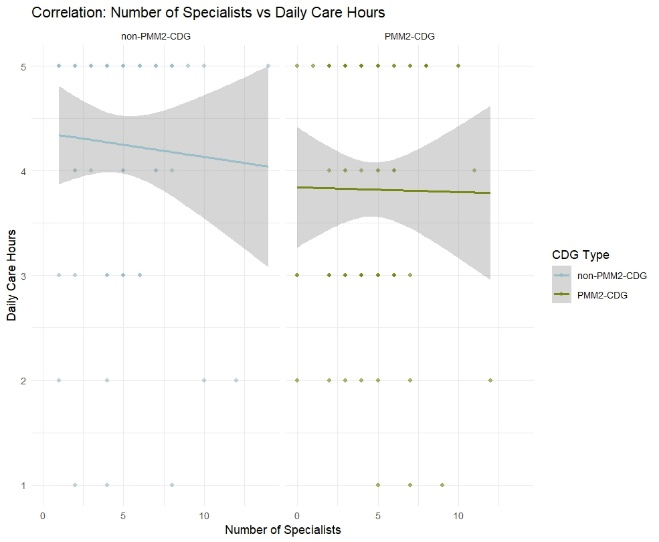 Correlation: Number of Specialists vs Daily Care Hours
non-PMM2-CDG
PMM2-CDG
5
4
3
2
1
Daily Care Hours
0
5
10
0
5
10
Number of Specialists
CDG Type
non-PMM2-CDG
PMM2-CDG